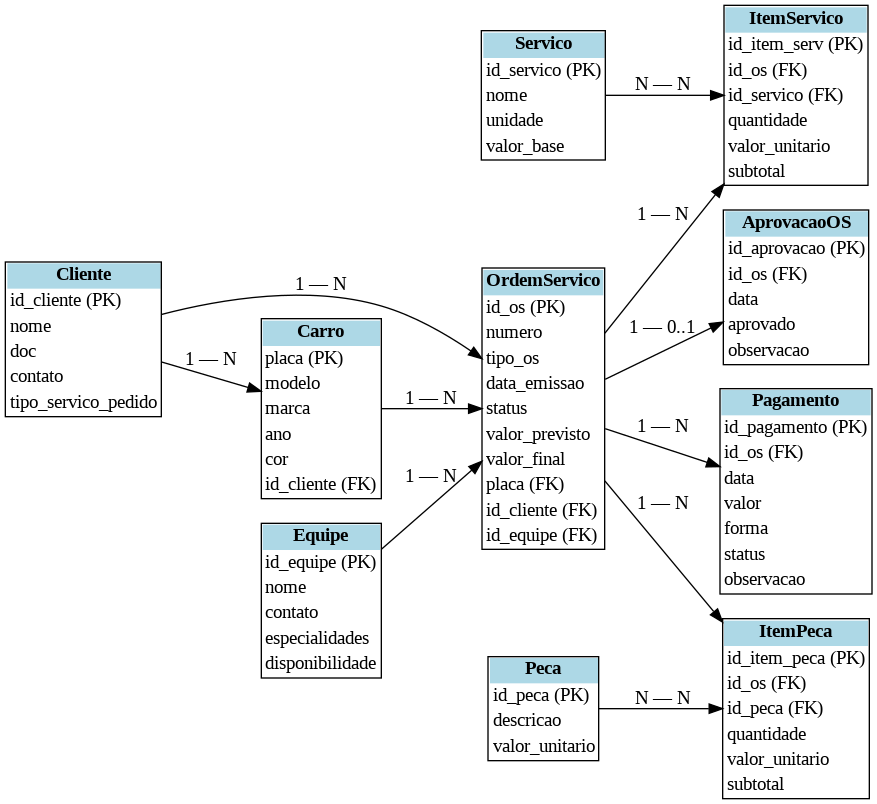 Cliente
id_cliente (PK)
nome
doc
contato
tipo_servico_pedido
1 — N
1 — N
Carro
placa (PK)
modelo
marca
ano
cor
id_cliente (FK)
Equipe
id_equipe (PK)
nome
contato
especialidades
disponibilidade
1 — N
1 — N
Servico
id_servico (PK)
nome
unidade
valor_base
N — N
OrdemServico
id_os (PK)
numero
tipo_os
data_emissao
status
valor_previsto
valor_final
placa (FK)
id_cliente (FK)
id_equipe (FK)
1 — N
1 — 0..1
1 — N
1 — N
Peca
id_peca (PK)
descricao
valor_unitario
N — N
ItemServico
id_item_serv (PK)
id_os (FK)
id_servico (FK)
quantidade
valor_unitario
subtotal
AprovacaoOS
id_aprovacao (PK)
id_os (FK)
data
aprovado
observacao
Pagamento
id_pagamento (PK)
id_os (FK)
data
valor
forma
status
observacao
ItemPeca
id_item_peca (PK)
id_os (FK)
id_peca (FK)
quantidade
valor_unitario
subtotal